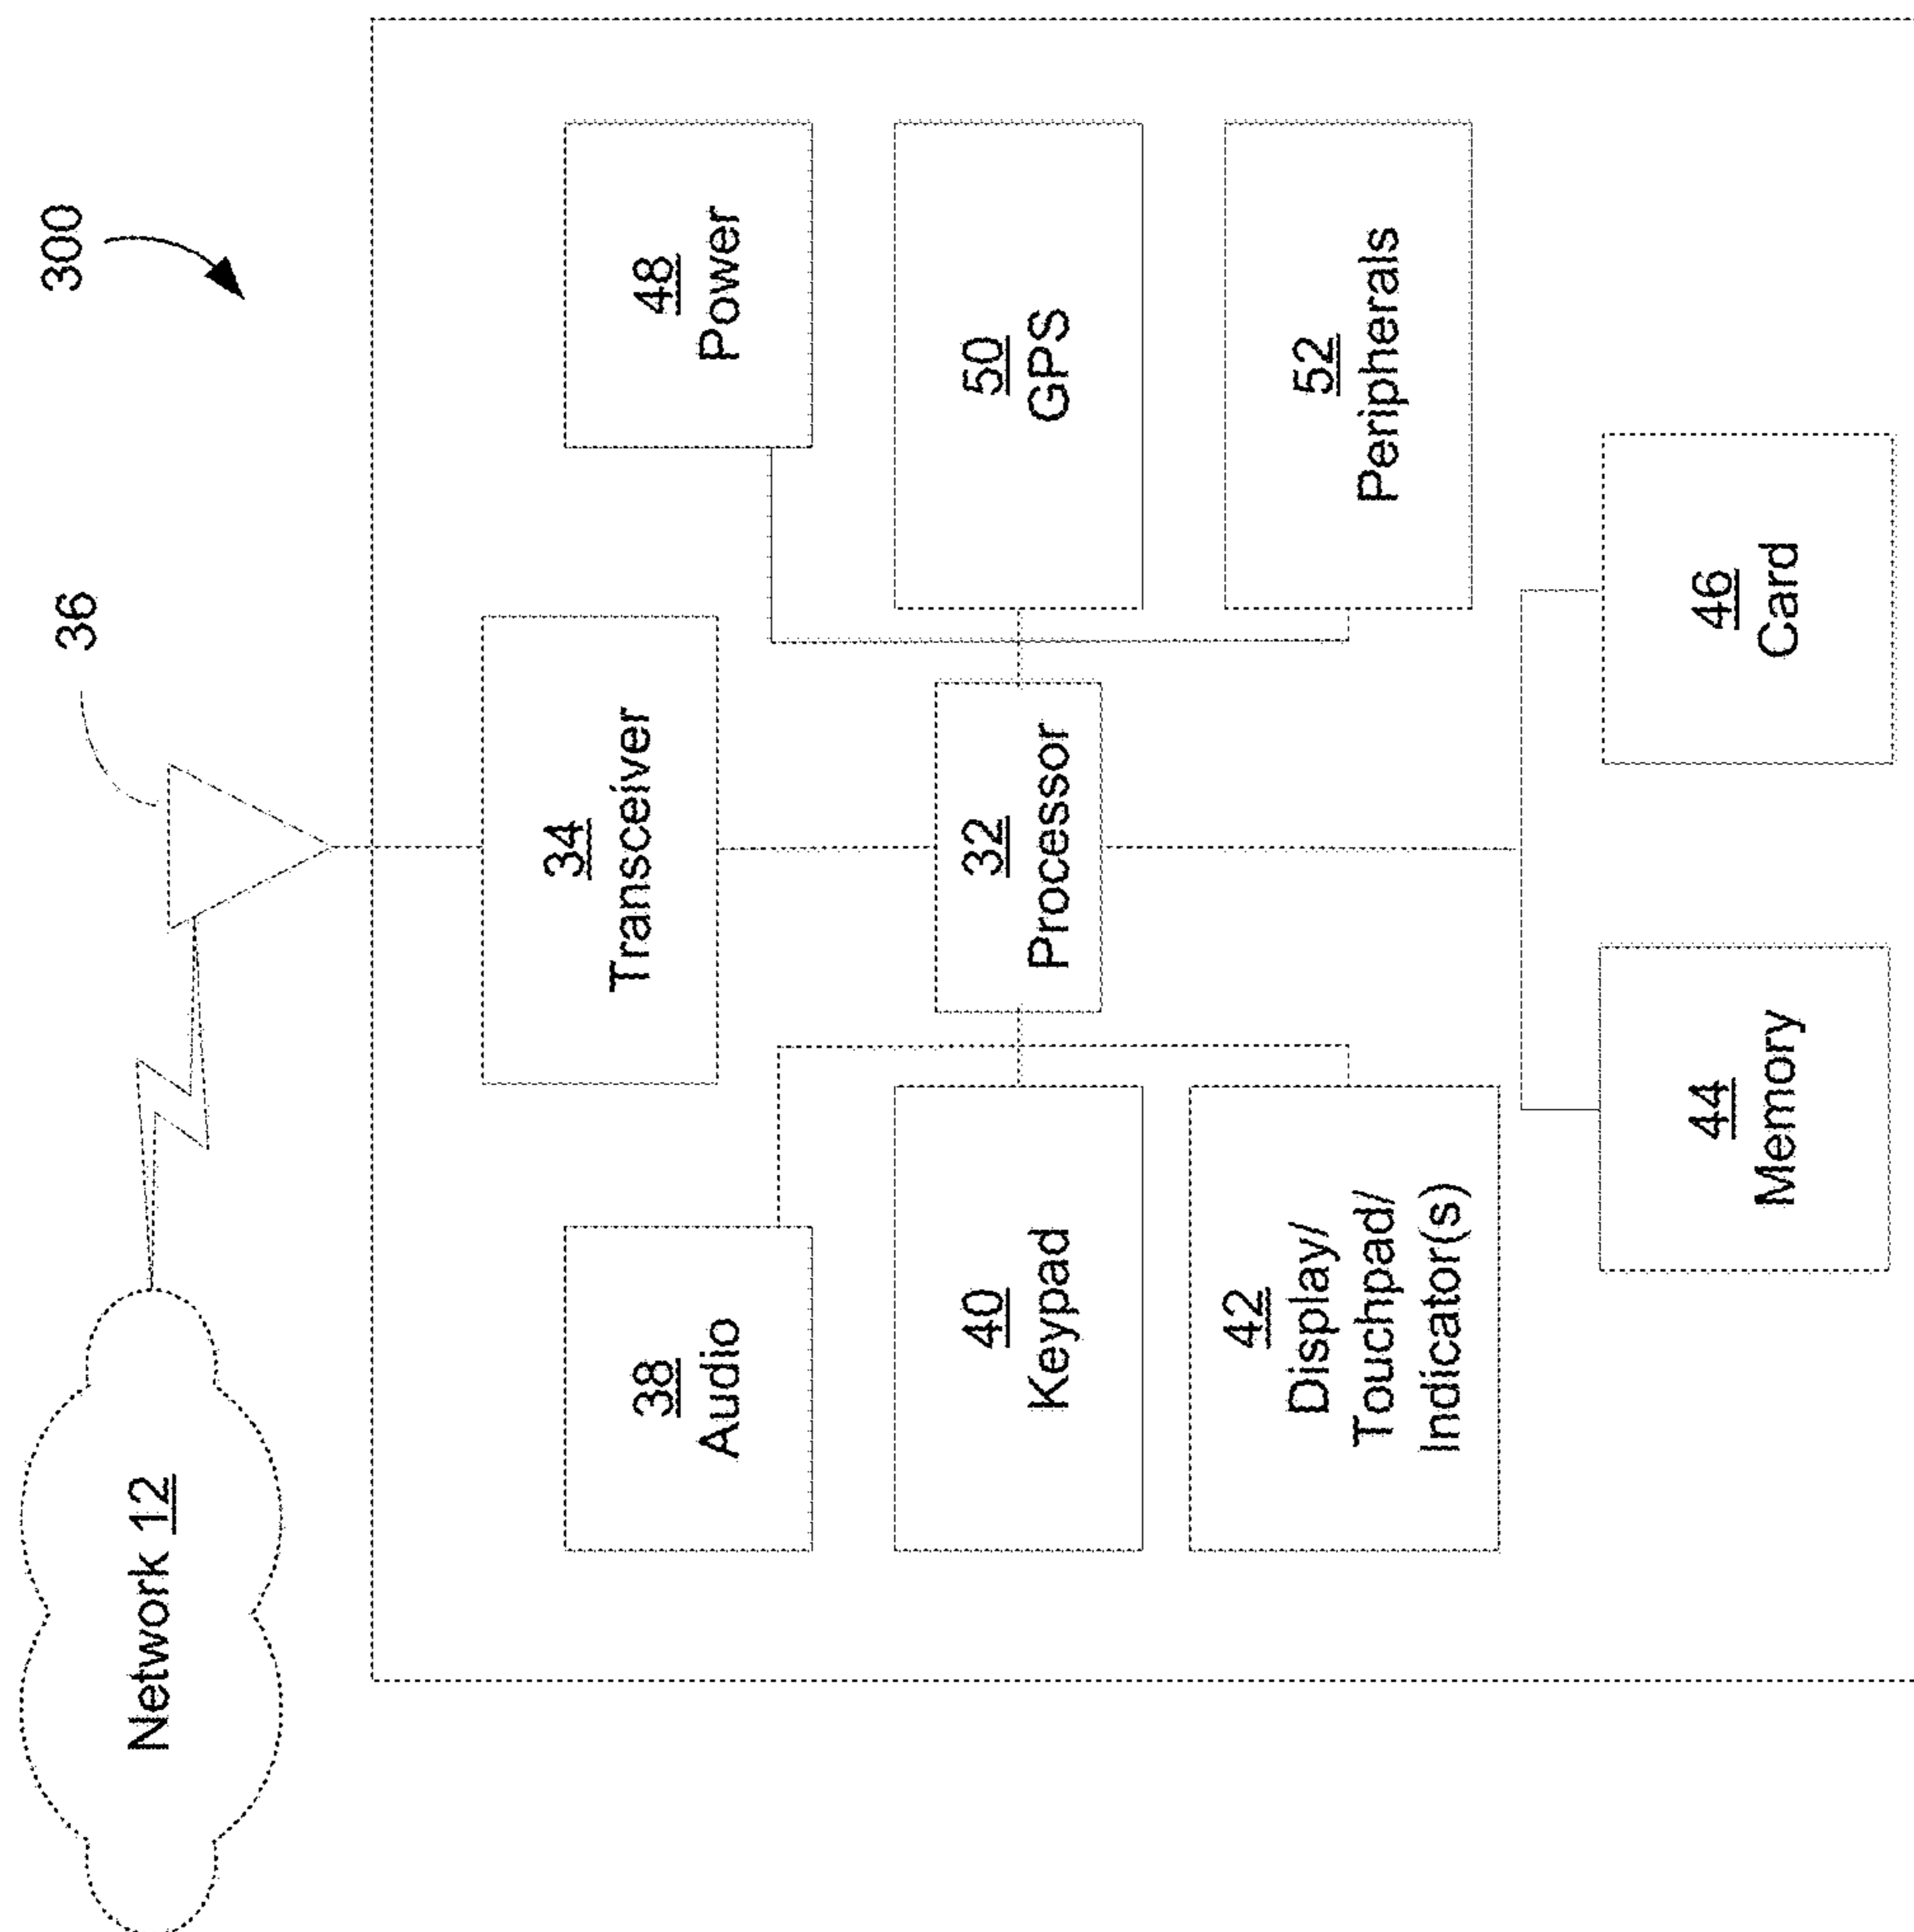 300
36
Network 12
34
Transceiver
38
Audio
48
Power
40
Keypad
32
Processor
50
GPS
42
Display/
Touchpad/
Indicator(s)
52
Peripherals
44
Memory
46
Card